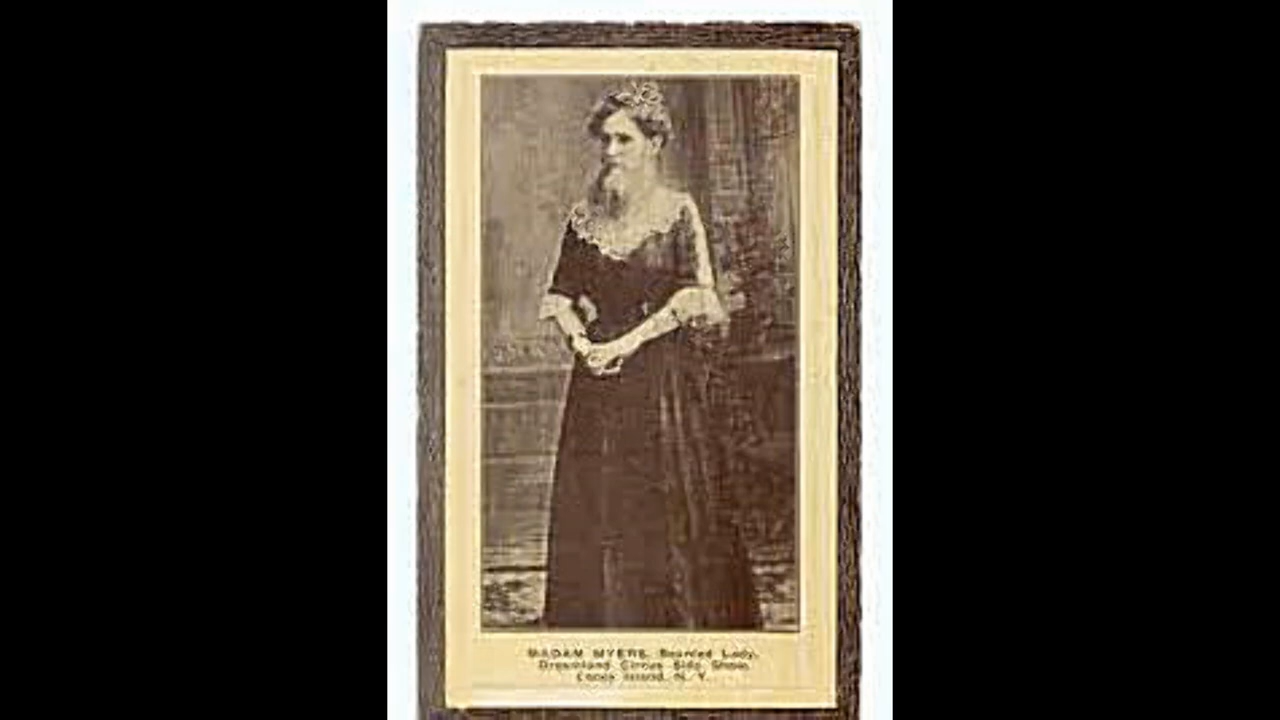 MADAM MYERS, Bearded Lady,
Dreamland Circus Side Show,
Coney Island, N. Y.